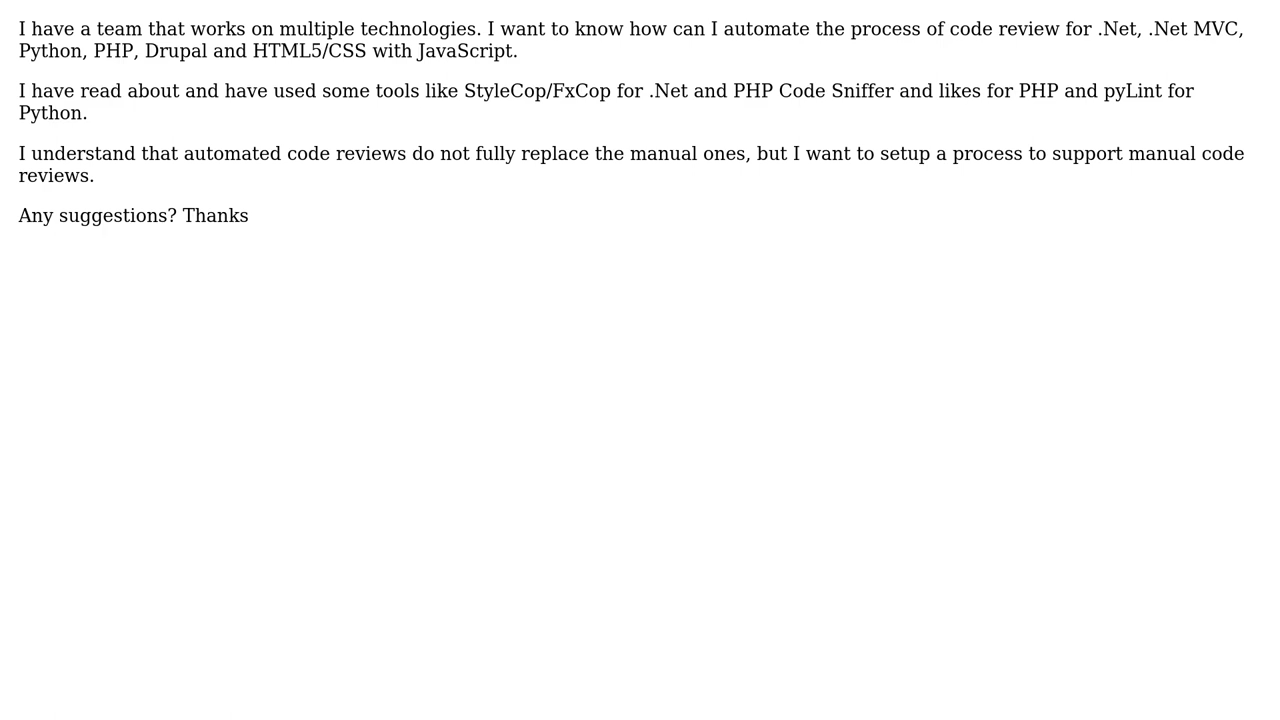 I have a team that works on multiple technologies. I want to know how can I automate the process of code review for .Net, .Net MVC,
Python, PHP, Drupal and HTML5/CSS with JavaScript.
I have read about and have used some tools like StyleCop/FxCop for .Net and PHP Code Sniffer and likes for PHP and pyLint for
Python.
I understand that automated code reviews do not fully replace the manual ones, but I want to setup a process to support manual code
reviews.
Any suggestions? Thanks